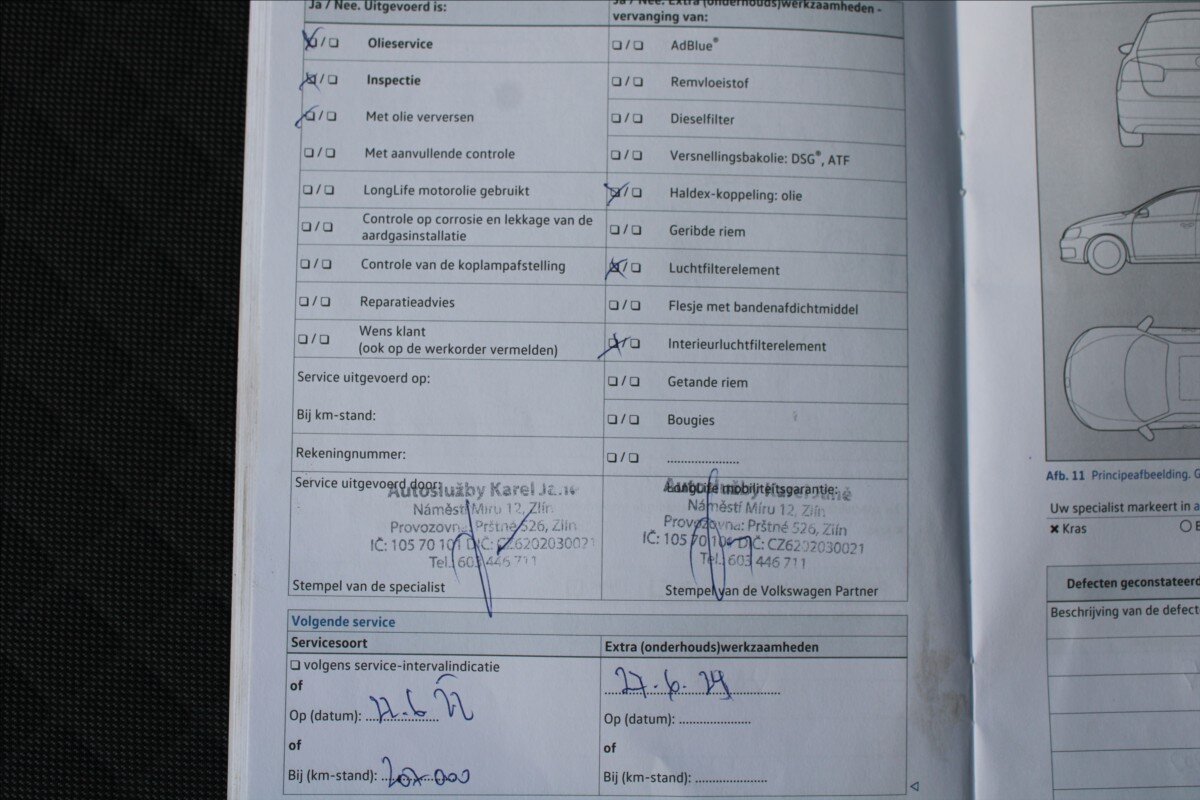 Ja / Nee. Uitgevoerd is:
Ja / Nee. Extra (onderhouds)werkzaamheden -
vervanging van:
Olieservice
AdBlue®
Inspectie
Remvloeistof
Met olie verversen
Dieselfilter
Met aanvullende controle
Versnellingsbakolie: DSG®, ATF
LongLife motorolie gebruikt
Haldex-koppeling: olie
Controle op corrosie en lekkage van de
aardgasinstallatie
Geribde riem
Controle van de koplampafstelling
Luchtfilterelement
Reparatieadvies
Flesje met bandenafdichtmiddel
Wens klant
(ook op de werkorder vermelden)
Interieurluchtfilterelement
Service uitgevoerd op:
Getande riem
Bij km-stand:
Bougies
Rekeningnummer:
Service uitgevoerd door:
Autoslužby Karel
Náměstí Míru 12, Zlín
Provozovna: Prštné 526, Zlín
IČ: 105 70 101 DIČ: CZ6202030021
Tel.: 603 446 711
Stempel van de specialist
LongLife mobiliteitsgarantie:
Náměstí Míru 12, Zlín
Provozovna: Prštné 526, Zlín
IČ: 105 70 101 DIČ: CZ6202030021
Tel.: 603 446 711
Stempel van de Volkswagen Partner
Volgende service
Servicesoort
Extra (onderhouds)werkzaamheden
volgens service-intervalindicatie
of
Op (datum):
Op (datum):
of
of
Bij (km-stand):
Bij (km-stand):
Afb. 11 Principeafbeelding.
Uw specialist markeert in
Kras
Defecten geconstateerd
Beschrijving van de